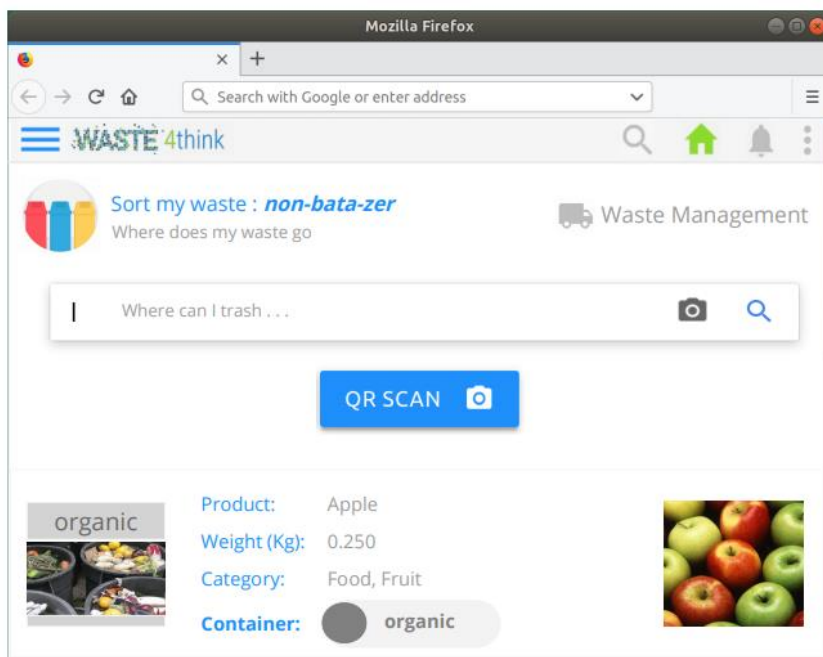 Mozilla Firefox
Search with Google or enter address
WASTE 4think
Sort my waste : non-bata-zer
Where does my waste go
Waste Management
Where can I trash . . .
QR SCAN
organic
Product: Apple
Weight (Kg): 0.250
Category: Food, Fruit
Container: organic